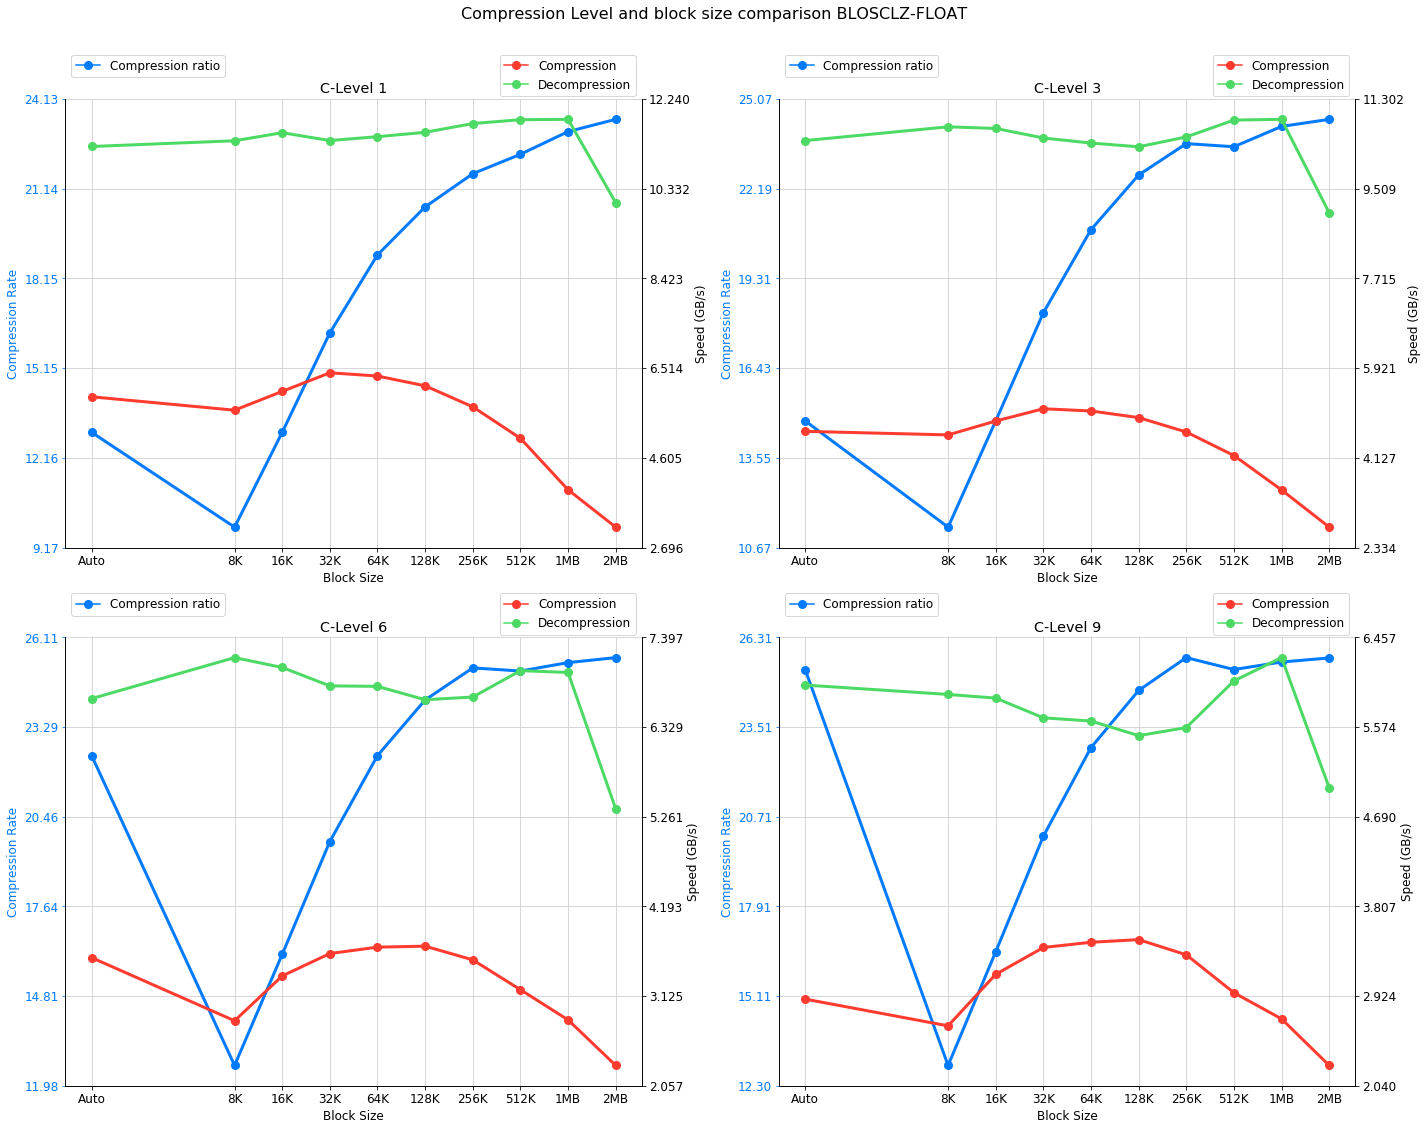 Compression Level and block size comparison BLOSCLZ-FLOAT
Compression ratio
Compression
Decompression
C-Level 1
24.13
21.14
18.15
15.15
12.16
9.17
Compression Rate
12.240
10.332
8.423
6.514
4.605
2.696
Speed (GB/s)
Auto 8K 16K 32K 64K 128K 256K 512K 1MB 2MB
Block Size
Compression ratio
Compression
Decompression
C-Level 3
25.07
22.19
19.31
16.43
13.55
10.67
Compression Rate
11.302
9.509
7.715
5.921
4.127
2.334
Speed (GB/s)
Auto 8K 16K 32K 64K 128K 256K 512K 1MB 2MB
Block Size
Compression ratio
Compression
Decompression
C-Level 6
26.11
23.29
20.46
17.64
14.81
11.98
Compression Rate
7.397
6.329
5.261
4.193
3.125
2.057
Speed (GB/s)
Auto 8K 16K 32K 64K 128K 256K 512K 1MB 2MB
Block Size
Compression ratio
Compression
Decompression
C-Level 9
26.31
23.51
20.71
17.91
15.11
12.30
Compression Rate
6.457
5.574
4.690
3.807
2.924
2.040
Speed (GB/s)
Auto 8K 16K 32K 64K 128K 256K 512K 1MB 2MB
Block Size